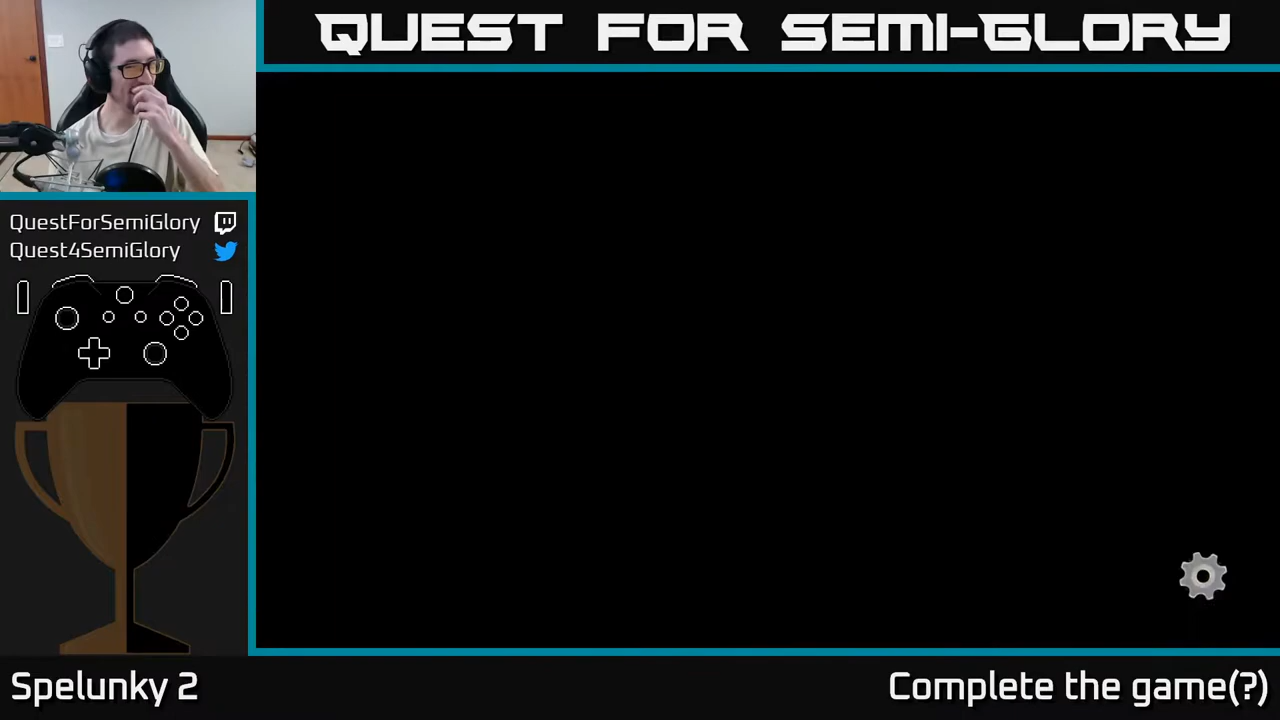 QUEST FOR SEMI-GLORY
QuestForSemiGlory
Quest4SemiGlory
Spelunky 2
Complete the game(?)